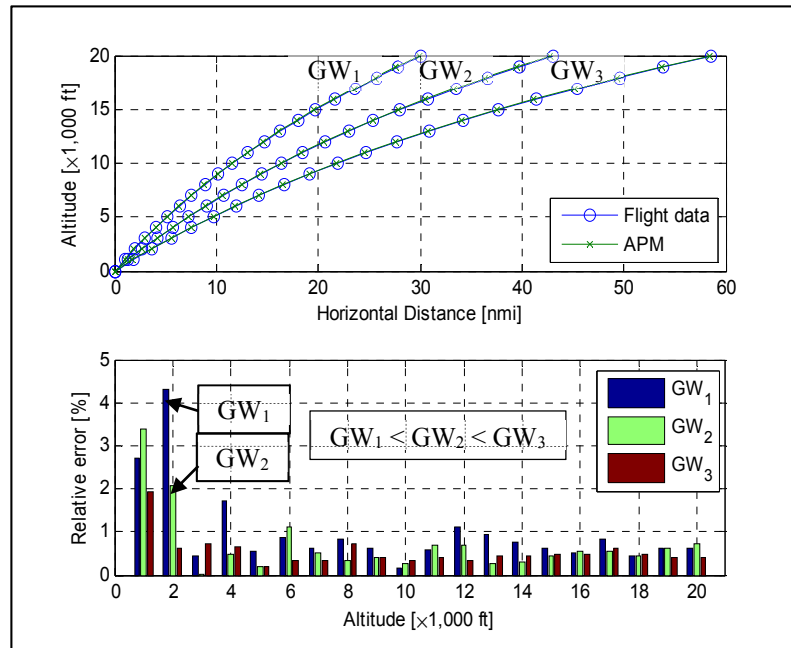 20
15
10
5
0
Altitude [×1,000 ft]
GW₁ GW₂ GW₃
Flight data
APM
0 10 20 30 40 50 60
Horizontal Distance [nmi]
5
4
3
2
1
0
Relative error [%]
GW₁
GW₂
GW₁ < GW₂ < GW₃
GW₁
GW₂
GW₃
0 2 4 6 8 10 12 14 16 18 20
Altitude [×1,000 ft]